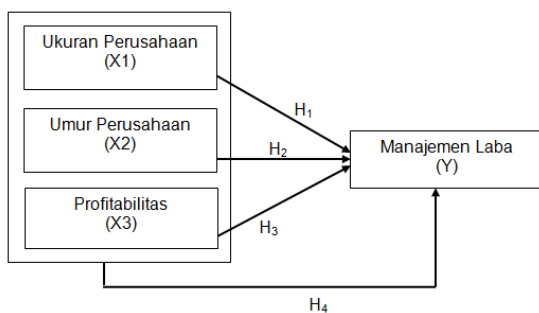 Ukuran Perusahaan
(X1)
H1
Umur Perusahaan
(X2)
H2
Manajemen Laba
(Y)
Profitabilitas
(X3)
H3
H4